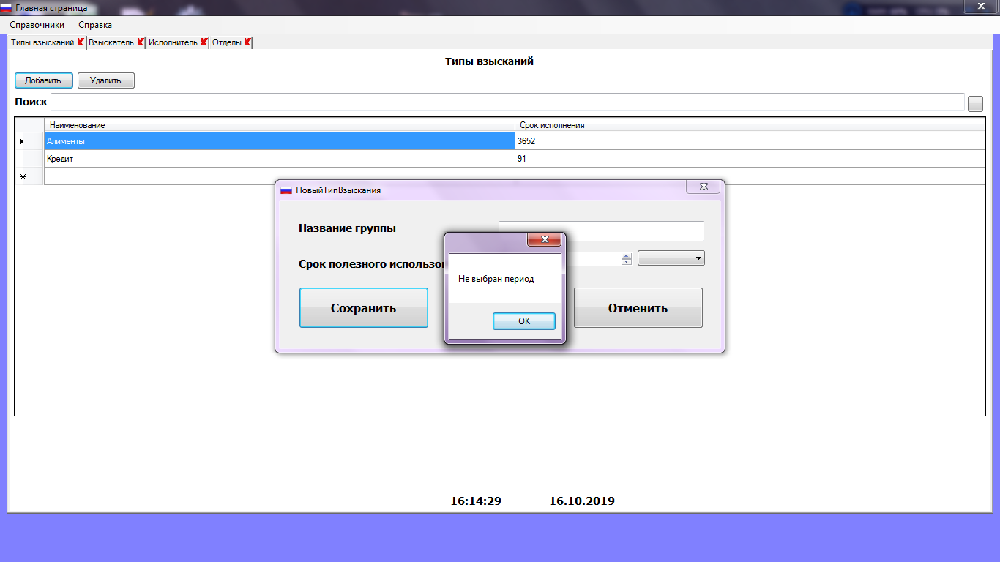 Главная страница
Справочники Справка
Типы взысканий Взыскатель Исполнитель Отделы
Типы взысканий
Добавить Удалить
Поиск
Наименование Срок исполнения
Алименты 3652
Кредит 91
НовыйТипВзыскания
Название группы
Срок полезного использо
Не выбран период
Сохранить OK Отменить
16:14:29 16.10.2019